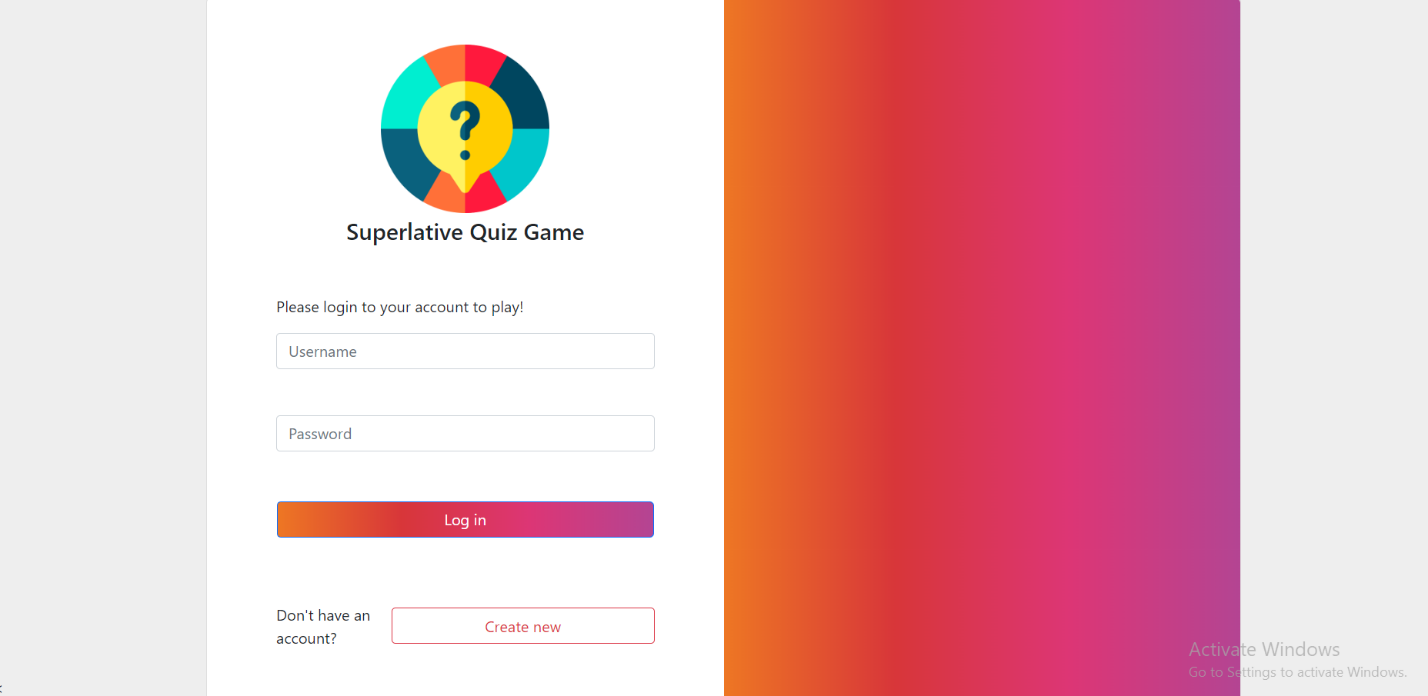 ?
Superlative Quiz Game
Please login to your account to play!
Username
Password
Log in
Don't have an
account?
Create new
Activate Windows
Go to Settings to activate Windows.